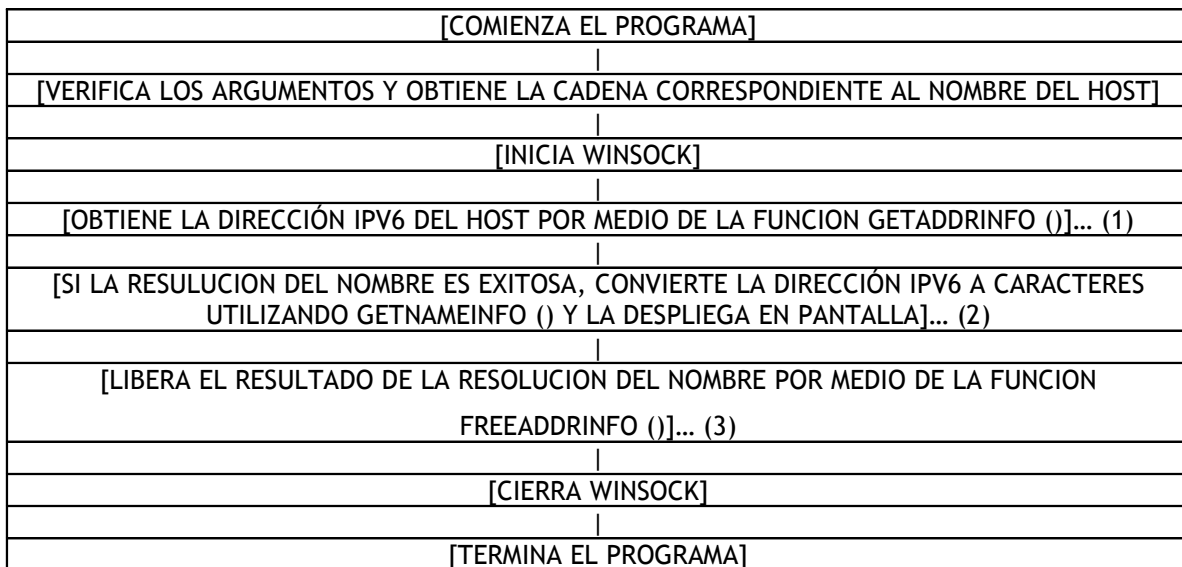 [COMIENZA EL PROGRAMA]
|
[VERIFICA LOS ARGUMENTOS Y OBTIENE LA CADENA CORRESPONDIENTE AL NOMBRE DEL HOST]
|
[INICIA WINSOCK]
|
[OBTIENE LA DIRECCIÓN IPV6 DEL HOST POR MEDIO DE LA FUNCION GETADDRINFO ()]… (1)
|
[SI LA RESULUCION DEL NOMBRE ES EXITOSA, CONVIERTE LA DIRECCIÓN IPV6 A CARACTERES
UTILIZANDO GETNAMEINFO () Y LA DESPLIEGA EN PANTALLA]… (2)
|
[LIBERA EL RESULTADO DE LA RESOLUCION DEL NOMBRE POR MEDIO DE LA FUNCION
FREEADDRINFO ()]… (3)
|
[CIERRA WINSOCK]
|
[TERMINA EL PROGRAMA]